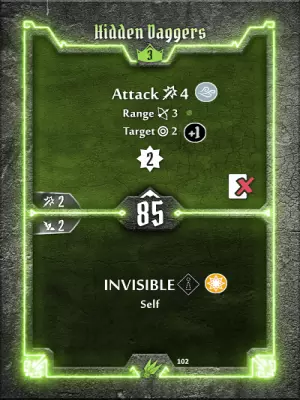 Hidden Daggers
3
Attack 4
Range 3
Target 2 +1
2
2
85
2
INVISIBLE
Self
102